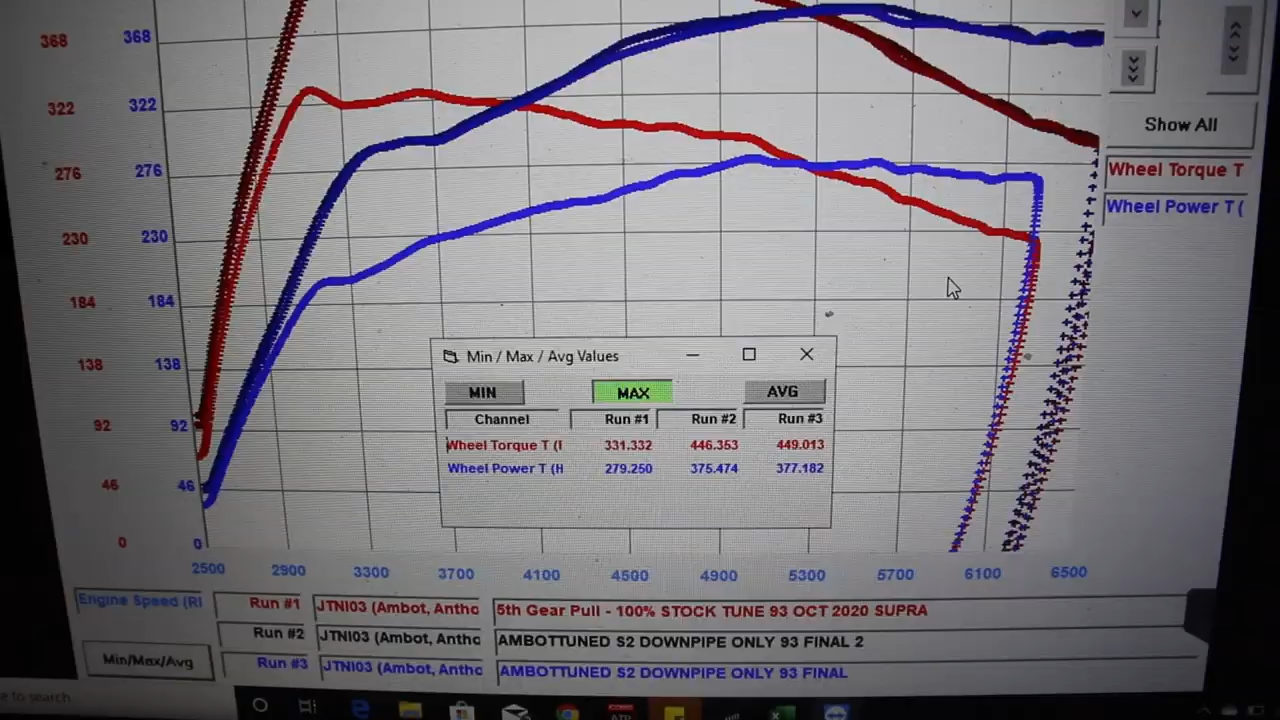 368 368
322 322
276 276
230 230
184 184
138 138
92 92
46 46
0 0
2500 2900 3300 3700 4100 4500 4900 5300 5700 6100 6500
Show All
Wheel Torque T
Wheel Power T (
Min / Max / Avg Values
MIN MAX AVG
Channel Run #1 Run #2 Run #3
Wheel Torque T (I 331.332 446.353 449.013
Wheel Power T (H 279.250 375.474 377.182
Engine Speed (RI
Run #1 JTNI03 (Ambot, Antho 5th Gear Pull - 100% STOCK TUNE 93 OCT 2020 SUPRA
Run #2 JTNI03 (Ambot, Antho AMBOTTUNED S2 DOWNPIPE ONLY 93 FINAL 2
Run #3 JTNI03 (Ambot, Antho AMBOTTUNED S2 DOWNPIPE ONLY 93 FINAL
Min/Max/Avg
e to search